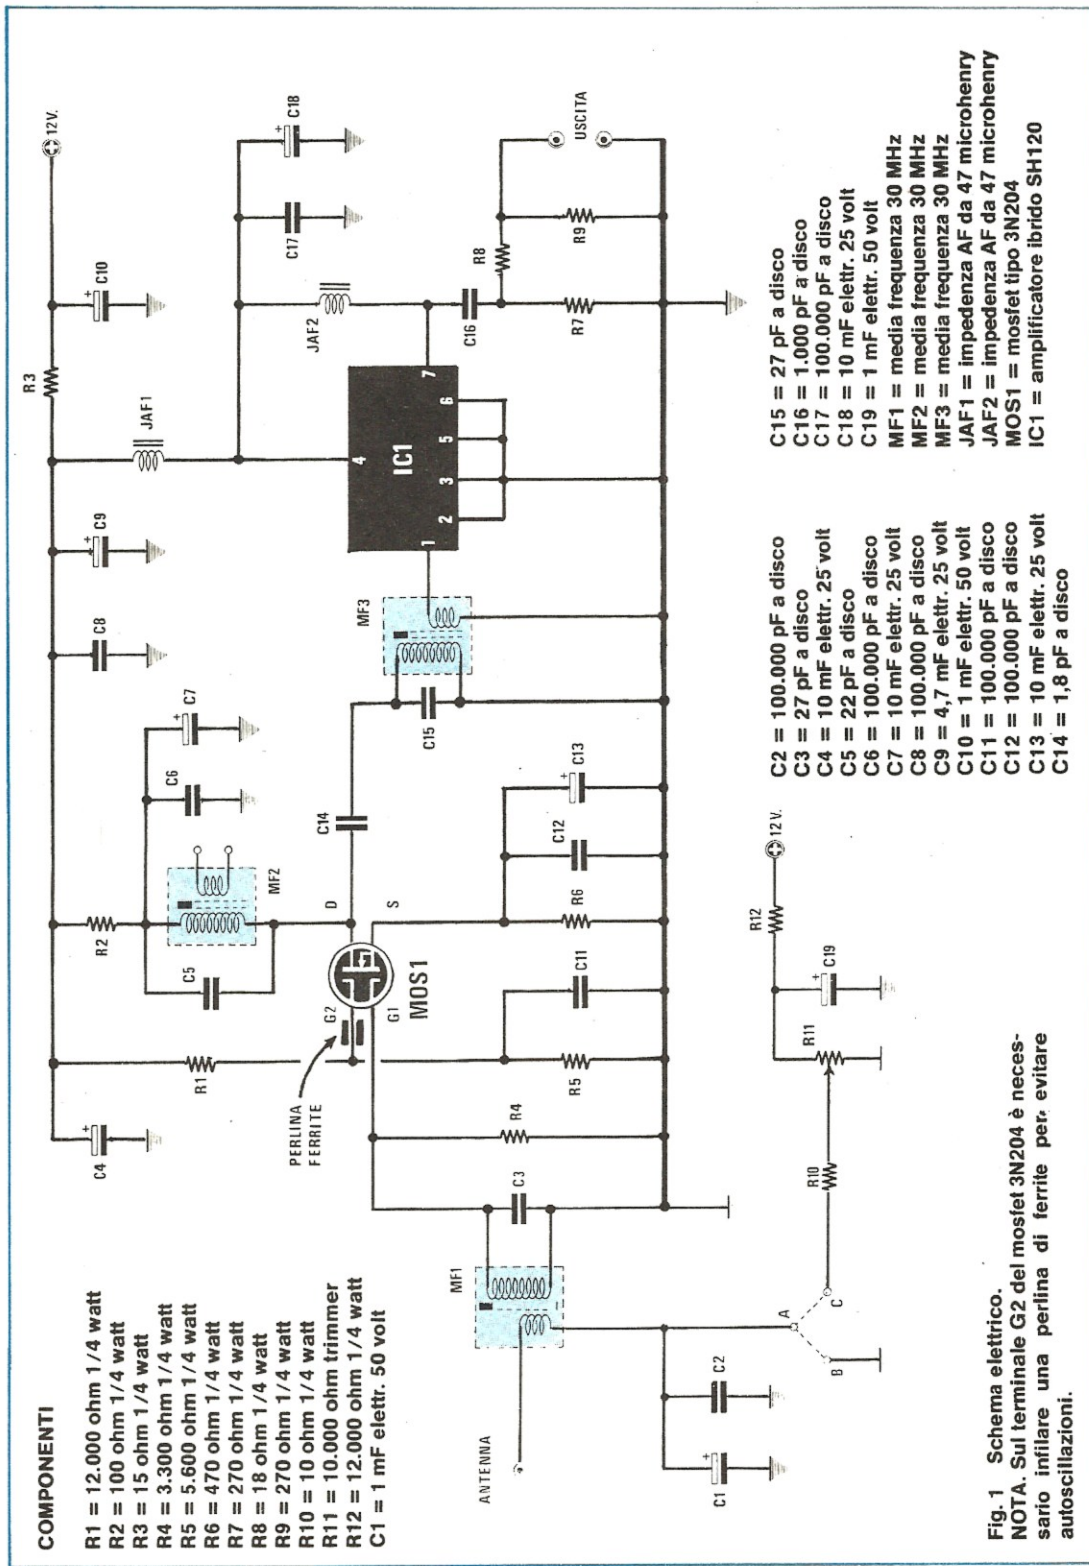 COMPONENTI
R1 = 12.000 ohm 1/4 watt
R2 = 100 ohm 1/4 watt
R3 = 15 ohm 1/4 watt
R4 = 3.300 ohm 1/4 watt
R5 = 5.600 ohm 1/4 watt
R6 = 470 ohm 1/4 watt
R7 = 270 ohm 1/4 watt
R8 = 18 ohm 1/4 watt
R9 = 270 ohm 1/4 watt
R10 = 10 ohm 1/4 watt
R11 = 10.000 ohm trimmer
R12 = 12.000 ohm 1/4 watt
C1 = 1 mF elettr. 50 volt
C4
R1
R2
C5
MF2
C6
C7
C8
C9
JAF1
R3
C10
12 V.
PERLINA
FERRITE
G2
G1
D
S
MOS1
C14
C15
MF3
IC1
1
2
3
4
5
6
7
JAF2
C17
C18
C16
R8
R7
R9
USCITA
ANTENNA
MF1
C3
R4
R5
C11
R6
C12
C13
C1
C2
A
B
C
R10
R11
C19
R12
12 V.
C2 = 100.000 pF a disco
C3 = 27 pF a disco
C4 = 10 mF elettr. 25 volt
C5 = 22 pF a disco
C6 = 100.000 pF a disco
C7 = 10 mF elettr. 25 volt
C8 = 100.000 pF a disco
C9 = 4,7 mF elettr. 25 volt
C10 = 1 mF elettr. 50 volt
C11 = 100.000 pF a disco
C12 = 100.000 pF a disco
C13 = 10 mF elettr. 25 volt
C14 = 1,8 pF a disco
C15 = 27 pF a disco
C16 = 1.000 pF a disco
C17 = 100.000 pF a disco
C18 = 10 mF elettr. 25 volt
C19 = 1 mF elettr. 50 volt
MF1 = media frequenza 30 MHz
MF2 = media frequenza 30 MHz
MF3 = media frequenza 30 MHz
JAF1 = impedenza AF da 47 microhenry
JAF2 = impedenza AF da 47 microhenry
MOS1 = mosfet tipo 3N204
IC1 = amplificatore ibrido SH120
Fig. 1 Schema elettrico.
NOTA. Sul terminale G2 del mosfet 3N204 è neces-
sario infilare una perlina di ferrite per evitare
autoscillazioni.